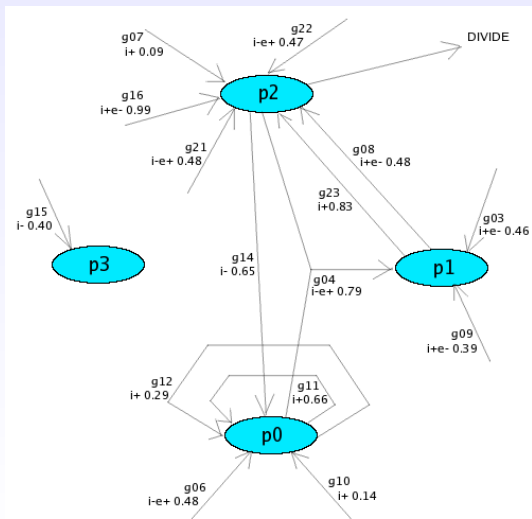 g22
i-e+ 0.47
g07
i+ 0.09
DIVIDE
p2
g16
i+e- 0.99
g21
i-e+ 0.48
g08
i+e- 0.48
g23
i+0.83
g15
i- 0.40
g03
i+e- 0.46
g14
i- 0.65
g04
i-e+ 0.79
p3
p1
g09
i+e- 0.39
g12
i+ 0.29
g11
i+0.66
p0
g06
i-e+ 0.48
g10
i+ 0.14